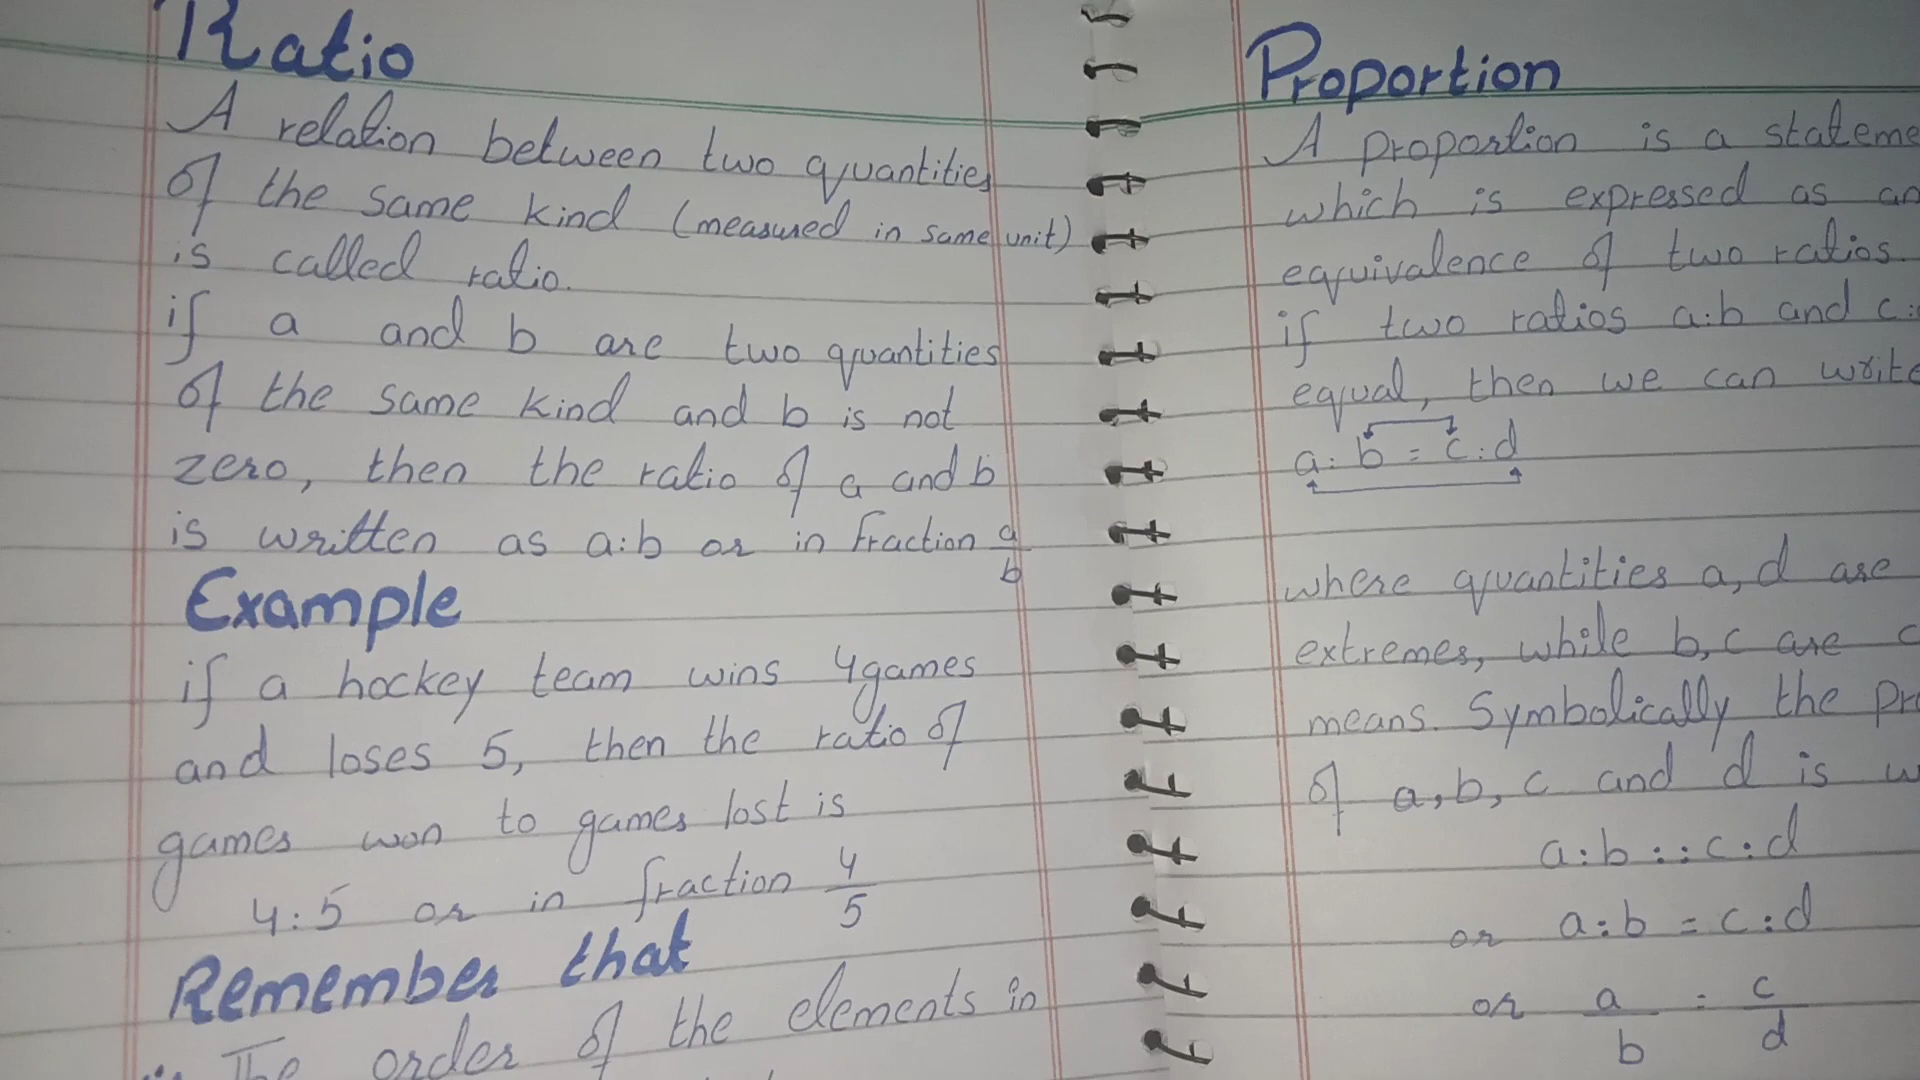 Ratio
A relation between two quantities
of the same kind (measured in same unit)
is called ratio.
if a and b are two quantities
of the same kind and b is not
zero, then the ratio of a and b
is written as a:b or in fraction a/b
Example
if a hockey team wins 4games
and loses 5, then the ratio of
games won to games lost is
4:5 or in fraction 4/5
Remember that
The order of the elements in
Proportion
A proportion is a stateme
which is expressed as an
equivalence of two ratios.
if two ratios a:b and c:
equal, then we can write
a:b = c:d
where quantities a,d are
extremes, while b,c are c
means. Symbolically the pro
of a,b,c and d is w
a:b::c:d
or a:b = c:d
or a/b = c/d